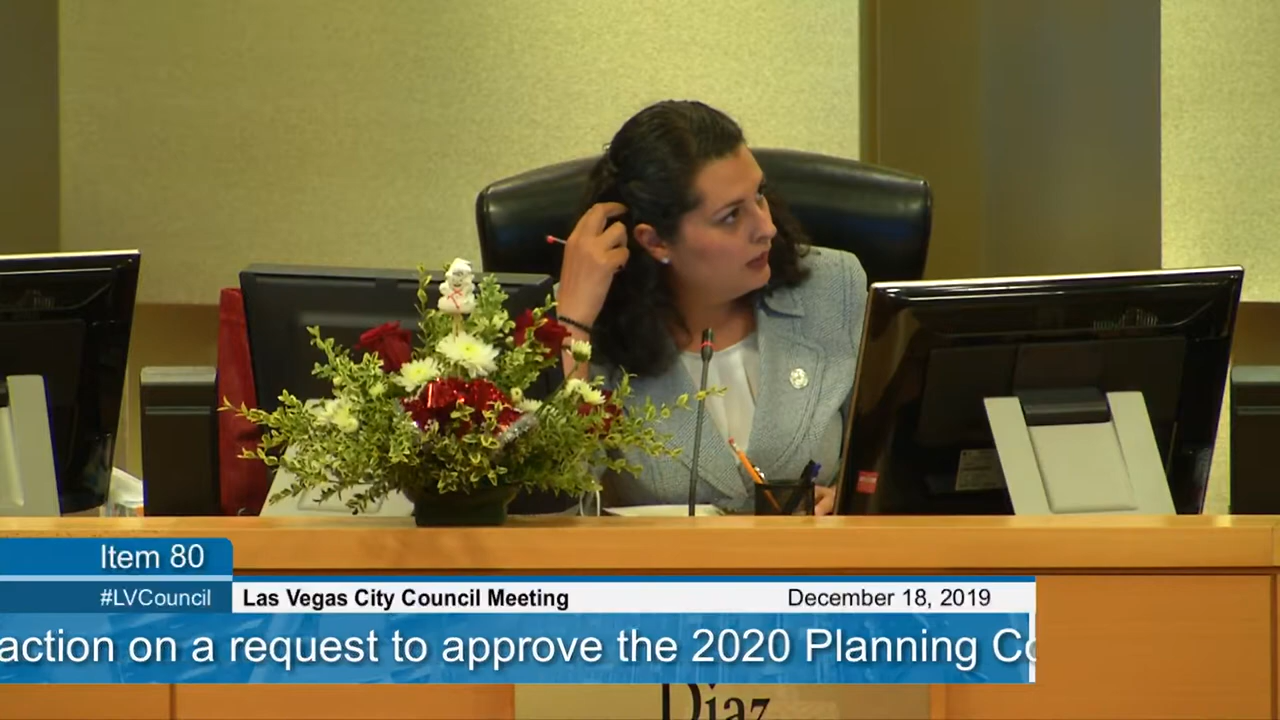 Item 80
#LVCouncil
Las Vegas City Council Meeting
December 18, 2019
action on a request to approve the 2020 Planning Co
Diaz